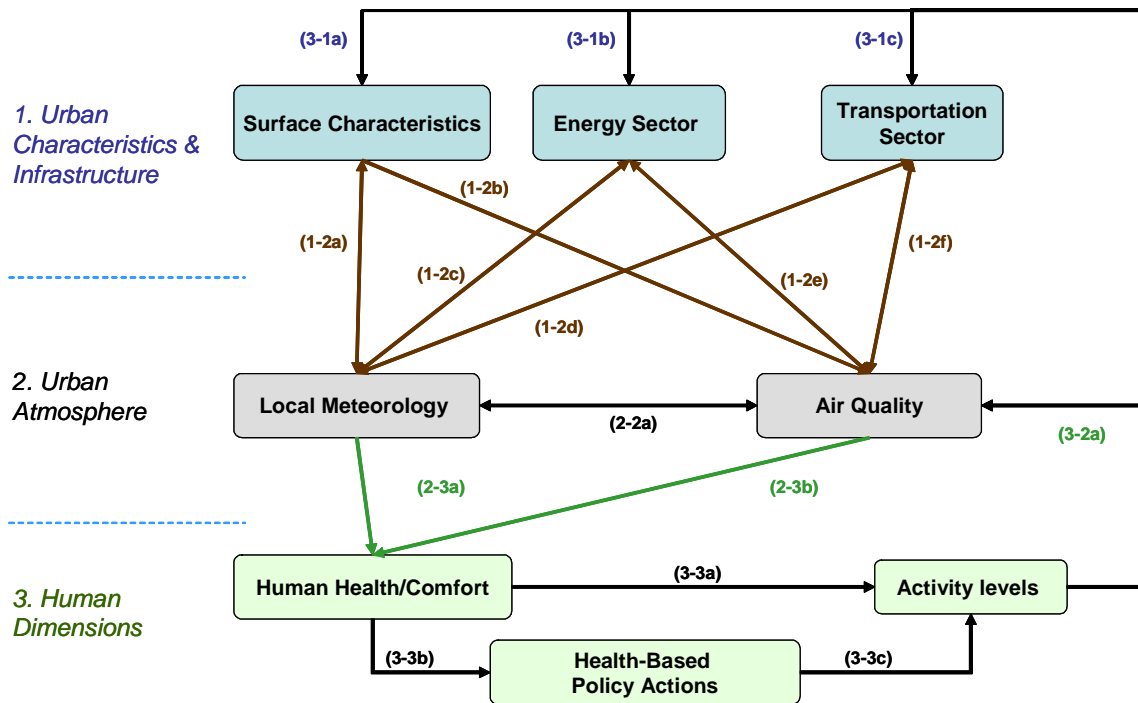 (3-1a)
(3-1b)
(3-1c)
1. Urban
Characteristics &
Infrastructure
Surface Characteristics
Energy Sector
Transportation
Sector
(1-2a)
(1-2b)
(1-2c)
(1-2d)
(1-2e)
(1-2f)
2. Urban
Atmosphere
Local Meteorology
(2-2a)
Air Quality
(3-2a)
(2-3a)
(2-3b)
3. Human
Dimensions
Human Health/Comfort
(3-3a)
Activity levels
(3-3b)
Health-Based
Policy Actions
(3-3c)